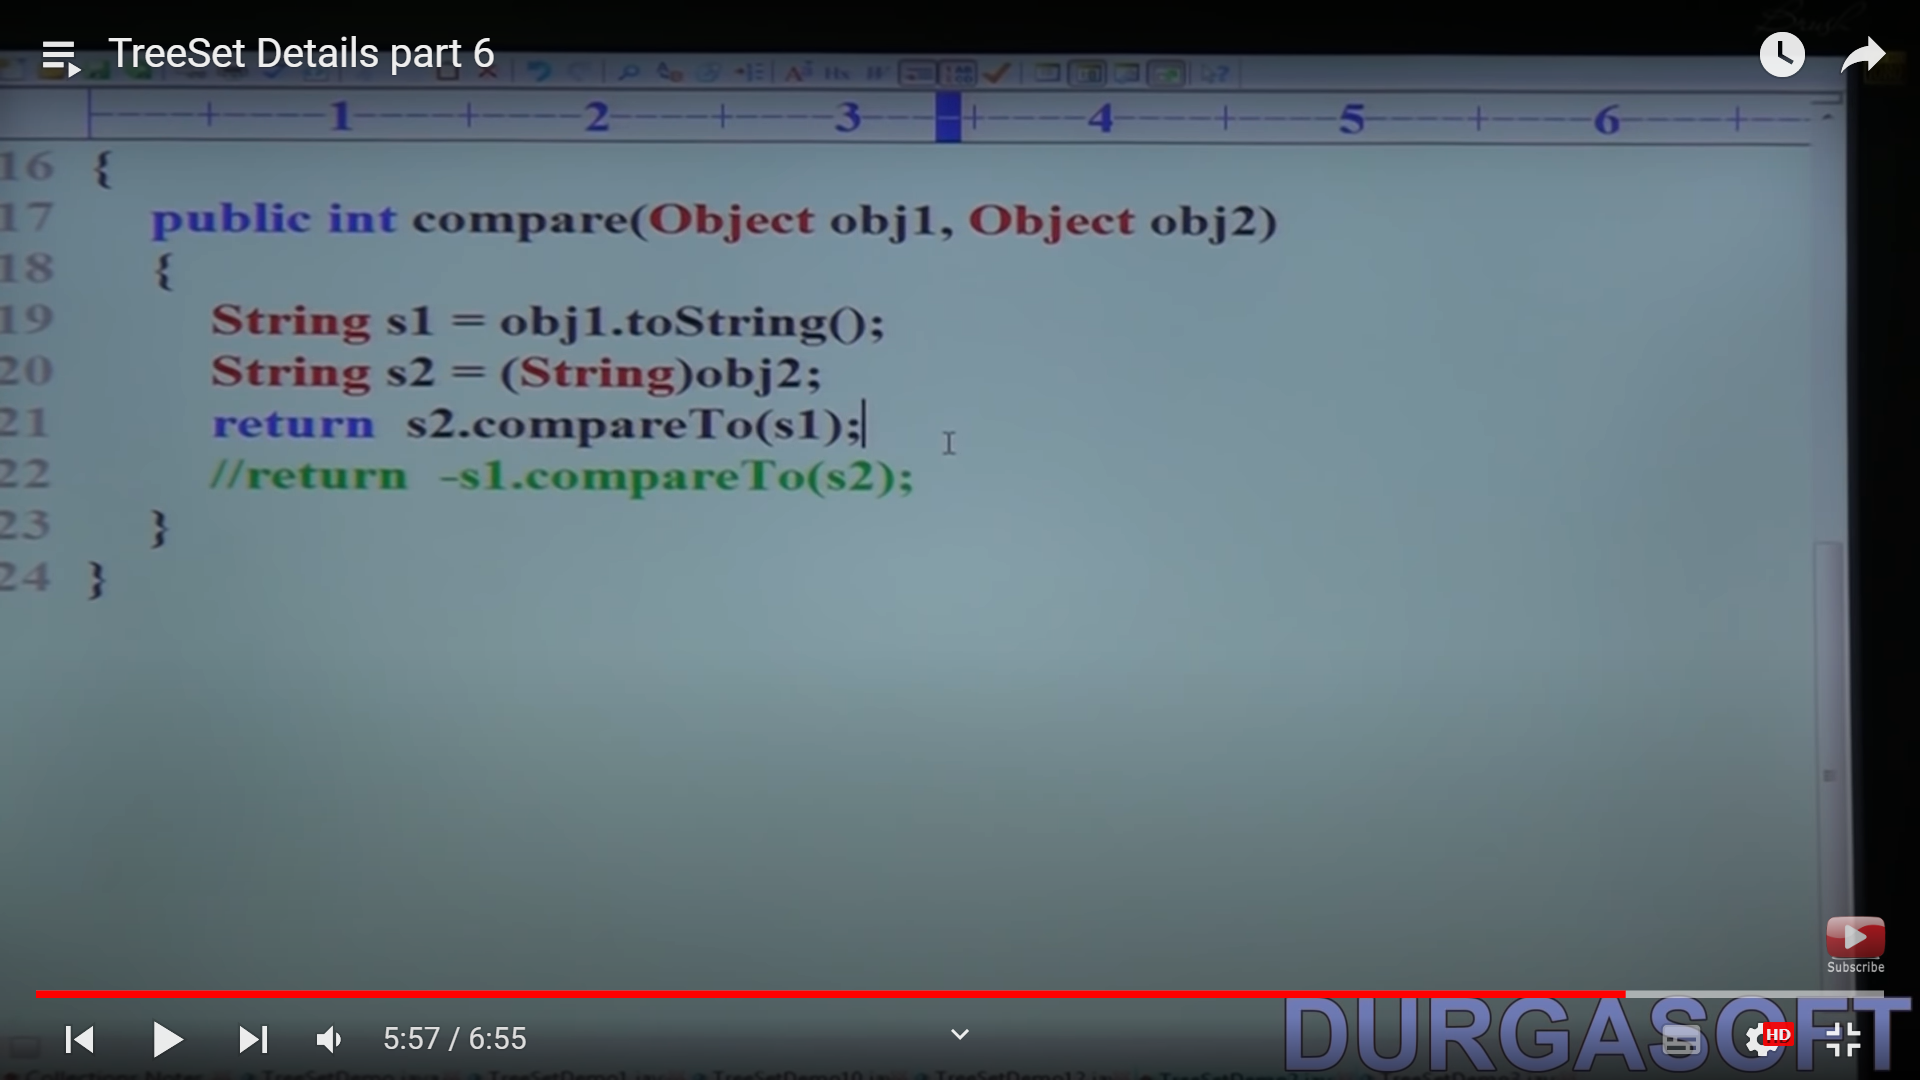 TreeSet Details part 6
1 2 3 4 5 6
16 {
17 public int compare(Object obj1, Object obj2)
18 {
19 String s1 = obj1.toString();
20 String s2 = (String)obj2;
21 return s2.compareTo(s1);
22 //return -s1.compareTo(s2);
23 }
24 }
Subscribe
DURGASOFT
5:57 / 6:55
HD